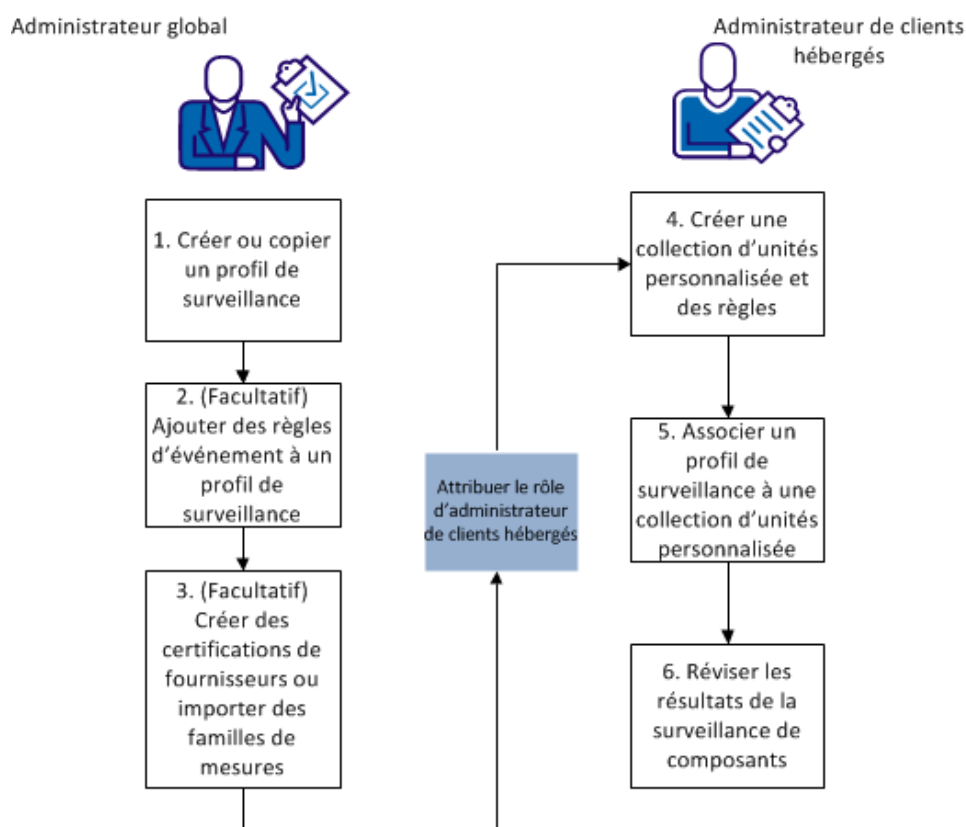 Administrateur global
Administrateur de clients
hébergés
1. Créer ou copier
un profil de
surveillance
2. (Facultatif)
Ajouter des règles
d'événement à un
profil de
surveillance
3. (Facultatif)
Créer des
certifications de
fournisseurs ou
importer des
familles de
mesures
Attribuer le rôle
d'administrateur
de clients hébergés
4. Créer une
collection d'unités
personnalisée et
des règles
5. Associer un
profil de
surveillance à une
collection d'unités
personnalisée
6. Réviser les
résultats de la
surveillance de
composants